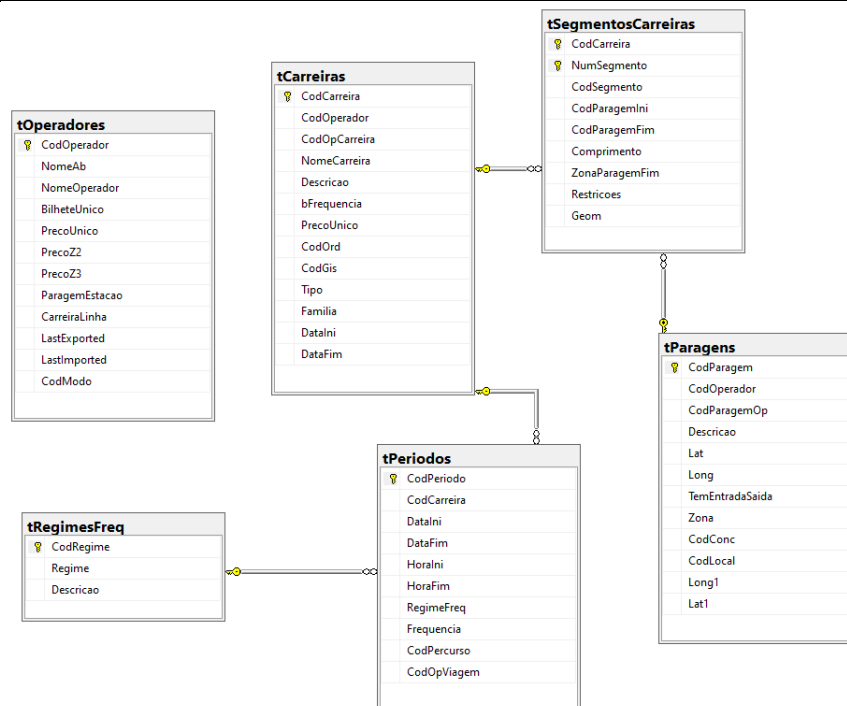 tOperadores
CodOperador
NomeAb
NomeOperador
BilheteUnico
PrecoUnico
PrecoZ2
PrecoZ3
ParagemEstacao
CarreiraLinha
LastExported
LastImported
CodModo
tCarreiras
CodCarreira
CodOperador
CodOpCarreira
NomeCarreira
Descricao
bFrequencia
PrecoUnico
CodOrd
CodGis
Tipo
Familia
DataIni
DataFim
tSegmentosCarreiras
CodCarreira
NumSegmento
CodSegmento
CodParagemIni
CodParagemFim
Comprimento
ZonaParagemFim
Restricoes
Geom
tParagens
CodParagem
CodOperador
CodParagemOp
Descricao
Lat
Long
TemEntradaSaida
Zona
CodConc
CodLocal
Long1
Lat1
tPeriodos
CodPeriodo
CodCarreira
DataIni
DataFim
HoraIni
HoraFim
RegimeFreq
Frequencia
CodPercurso
CodOpViagem
tRegimesFreq
CodRegime
Regime
Descricao